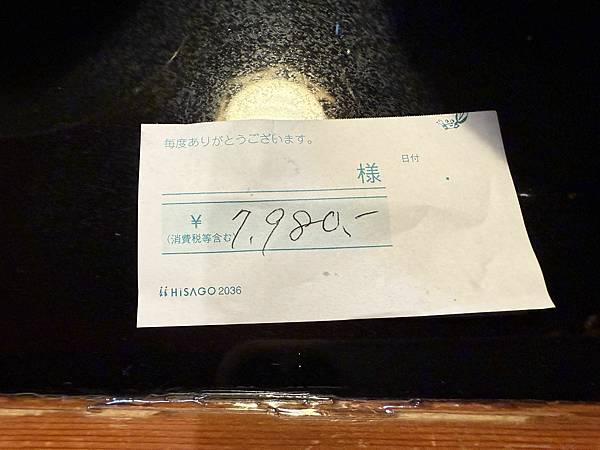 毎度ありがとうございます。
日付
様
¥ 7,980.-
(消費税等含む)
HiSAGO 2036